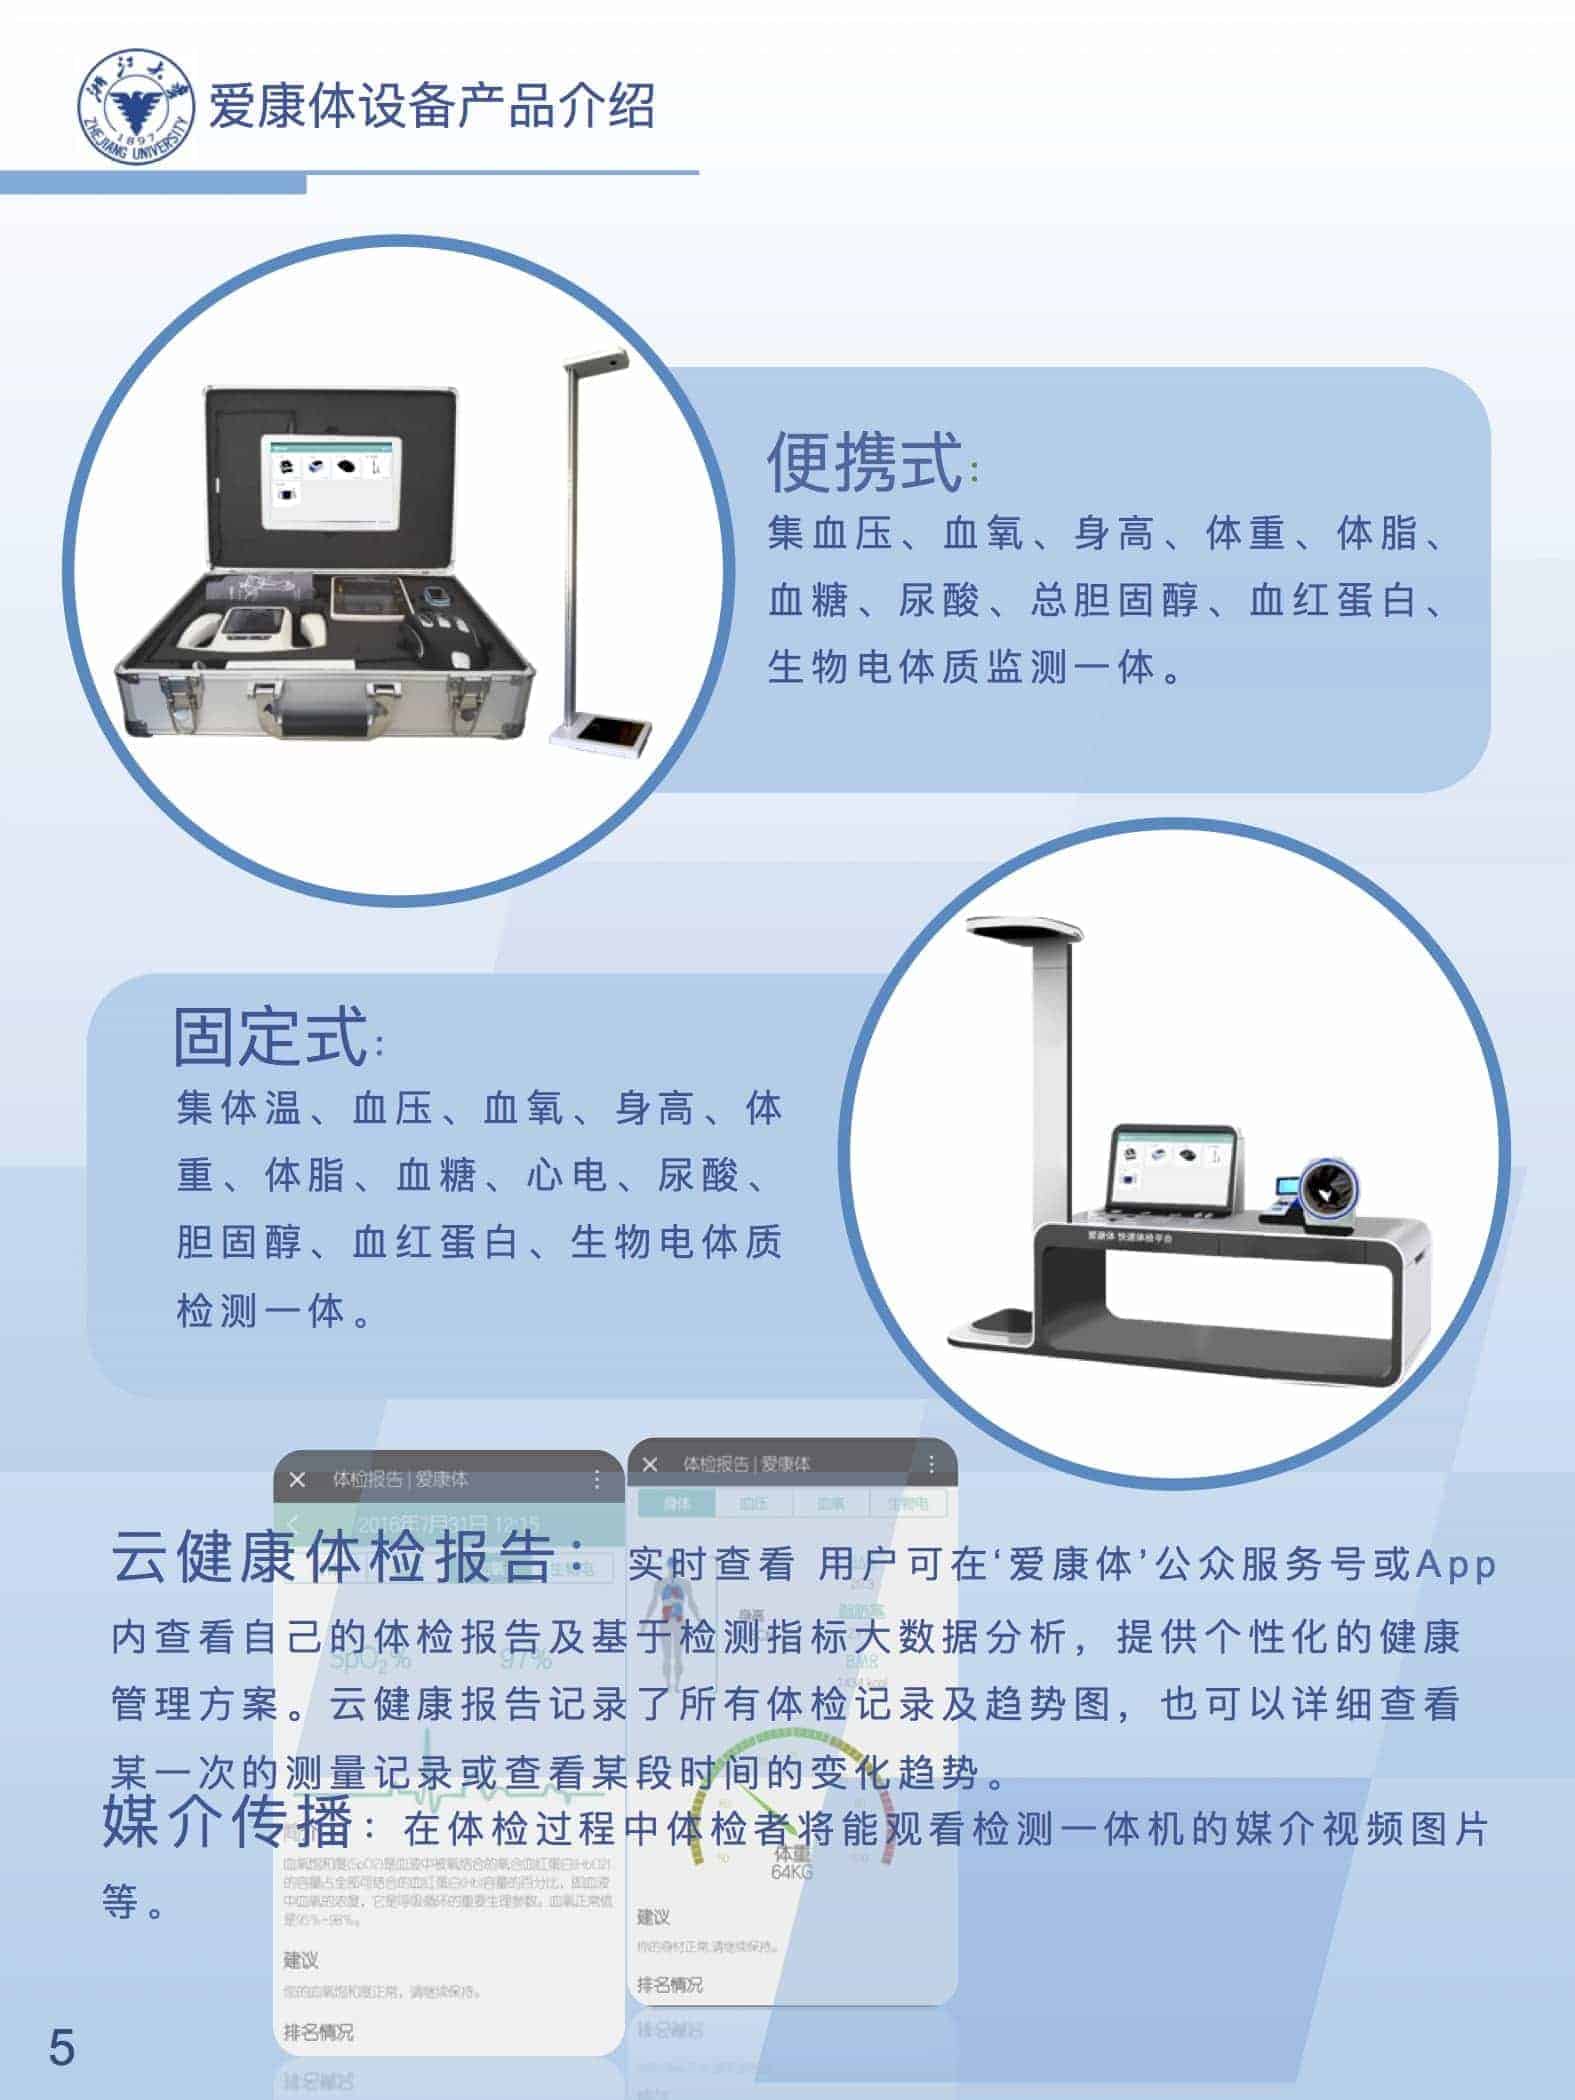 浙江大学
ZHEJIANG UNIVERSITY
1897
爱康体设备产品介绍
便携式：
集血压、血氧、身高、体重、体脂、
血糖、尿酸、总胆固醇、血红蛋白、
生物电体质监测一体。
固定式：
集体温、血压、血氧、身高、体
重、体脂、血糖、心电、尿酸、
胆固醇、血红蛋白、生物电体质
检测一体。
爱康体 快速体检平台
体检报告 | 爱康体
2016年7月31日 12:15
生物电
SpO₂% 97%
体检报告 | 爱康体
身体 血压 血氧 生物电
身高
BMR
云健康体检报告：实时查看 用户可在‘爱康体’公众服务号或App
内查看自己的体检报告及基于检测指标大数据分析，提供个性化的健康
管理方案。云健康报告记录了所有体检记录及趋势图，也可以详细查看
某一次的测量记录或查看某段时间的变化趋势。
媒介传播：在体检过程中体检者将能观看检测一体机的媒介视频图片
等。
简介
血氧饱和度(SpO2)是血液中被氧结合的氧合血红蛋白(HbO2)
的容量占全部可结合的血红蛋白(Hb)容量的百分比，即血液
中血氧的浓度，它是呼吸循环的重要生理参数。血氧正常值
是95%-98%。
建议
你的血氧饱和度正常，请继续保持。
排名情况
体重
64KG
建议
你的身材正常,请继续保持。
排名情况
5